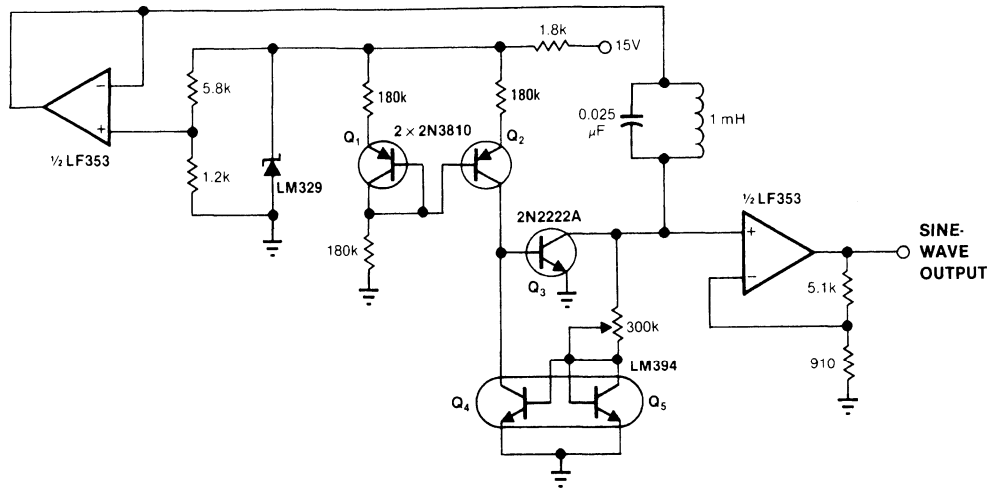 1.8k
15V
5.8k
180k
180k
0.025
µF
1 mH
−
+
Q1
2 × 2N3810
Q2
½ LF353
1.2k
LM329
½ LF353
2N2222A
+
−
SINE-
WAVE
OUTPUT
180k
Q3
5.1k
300k
910
LM394
Q4
Q5